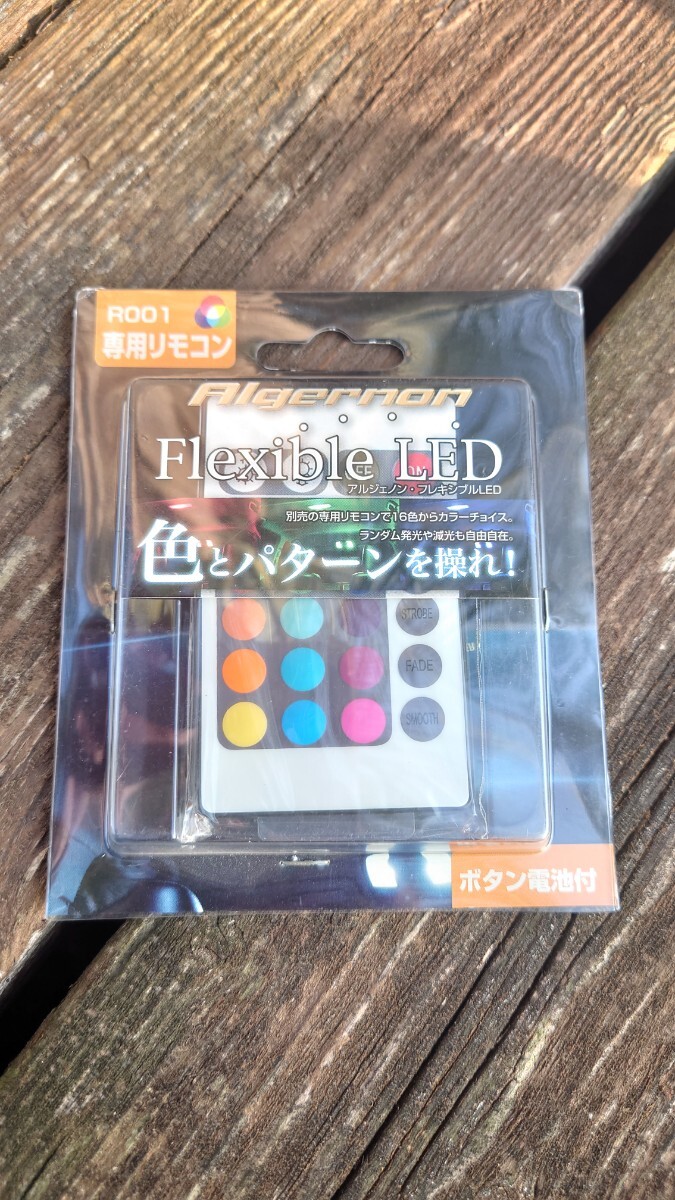 R001
専用リモコン
Algernon
Flexible LED
アルジェノン・フレキシブルLED
別売の専用リモコンで16色からカラーチョイス。
ランダム発光や減光も自由自在。
色とパターンを操れ!
ON
STROBE
FADE
SMOOTH
ボタン電池付